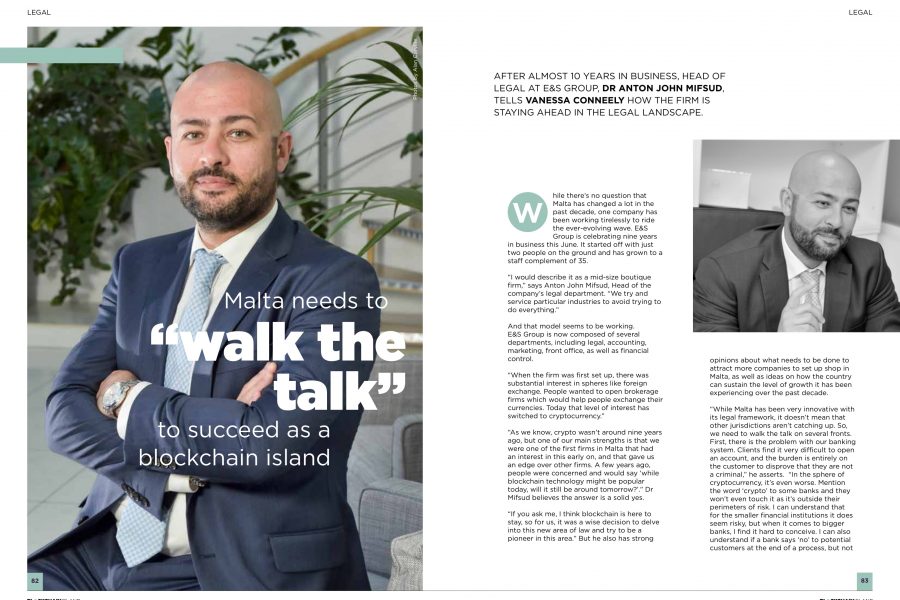 LEGAL
LEGAL
Malta needs to
“walk the
talk”
to succeed as a
blockchain island
82
AFTER ALMOST 10 YEARS IN BUSINESS, HEAD OF
LEGAL AT E&S GROUP, DR ANTON JOHN MIFSUD,
TELLS VANESSA CONNEELY HOW THE FIRM IS
STAYING AHEAD IN THE LEGAL LANDSCAPE.
W hile there’s no question that
Malta has changed a lot in the
past decade, one company has
been working tirelessly to ride
the ever-evolving wave. E&S
Group is celebrating nine years
in business this June. It started off with just
two people on the ground and has grown to a
staff complement of 35.
“I would describe it as a mid-size boutique
firm,” says Anton John Mifsud, Head of the
company’s legal department. “We try and
service particular industries to avoid trying to
do everything.”
And that model seems to be working.
E&S Group is now composed of several
departments, including legal, accounting,
marketing, front office, as well as financial
control.
“When the firm was first set up, there was
substantial interest in spheres like foreign
exchange. People wanted to open brokerage
firms which would help people exchange their
currencies. Today that level of interest has
switched to cryptocurrency.”
“As we know, crypto wasn’t around nine years
ago, but one of our main strengths is that we
were one of the first firms in Malta that had
an interest in this early on, and that gave us
an edge over other firms. A few years ago,
people were concerned and would say ‘while
blockchain technology might be popular
today, will it still be around tomorrow?’.” Dr
Mifsud believes the answer is a solid yes.
“If you ask me, I think blockchain is here to
stay, so for us, it was a wise decision to delve
into this new area of law and try to be a
pioneer in this area.” But he also has strong
opinions about what needs to be done to
attract more companies to set up shop in
Malta, as well as ideas on how the country
can sustain the level of growth it has been
experiencing over the past decade.
“While Malta has been very innovative with
its legal framework, it doesn’t mean that
other jurisdictions aren’t catching up. So,
we need to walk the talk on several fronts.
First, there is the problem with our banking
system. Clients find it very difficult to open
an account, and the burden is entirely on
the customer to disprove that they are not
a criminal,” he asserts. “In the sphere of
cryptocurrency, it’s even worse. Mention
the word ‘crypto’ to some banks and they
won’t even touch it as it’s outside their
perimeters of risk. I can understand that
for the smaller financial institutions it does
seem risky, but when it comes to bigger
banks, I find it hard to conceive. I can also
understand if a bank says ‘no’ to potential
customers at the end of a process, but not
83